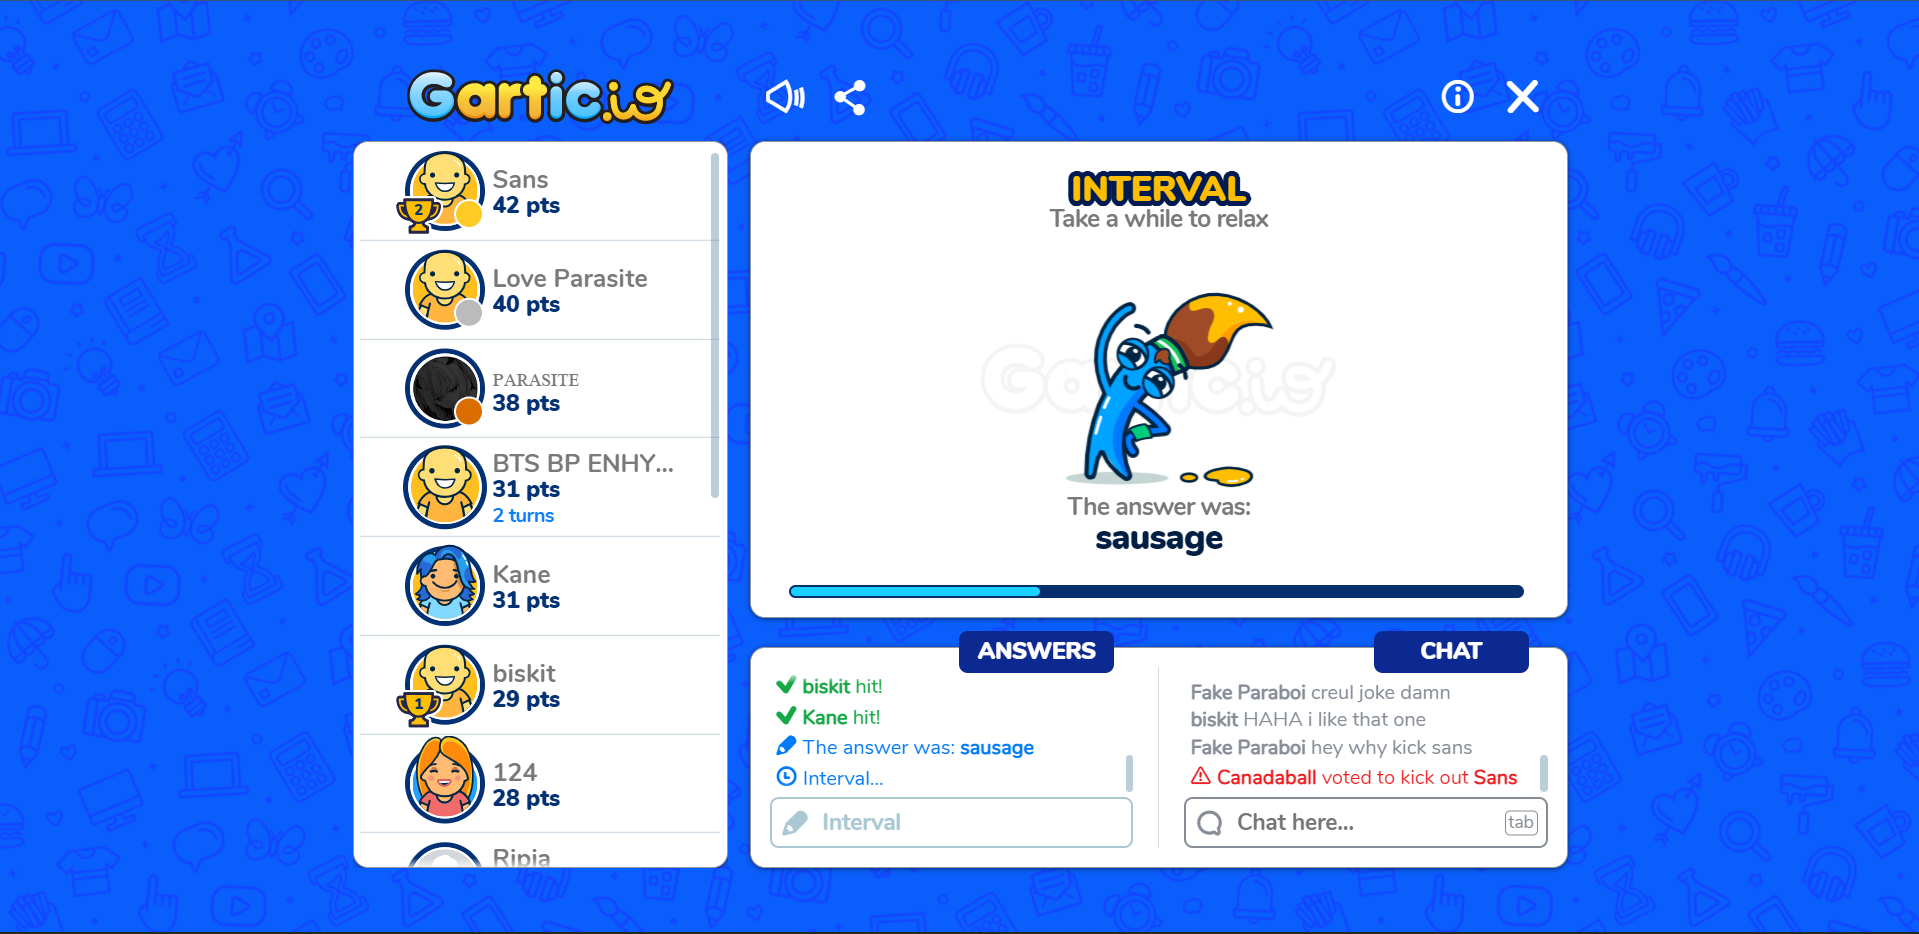 Gartic.io
Sans
42 pts
2
Love Parasite
40 pts
PARASITE
38 pts
BTS BP ENHY...
31 pts
2 turns
Kane
31 pts
biskit
29 pts
1
124
28 pts
Ripia
INTERVAL
Take a while to relax
Gartic.io
The answer was:
sausage
ANSWERS
biskit hit!
Kane hit!
The answer was: sausage
Interval...
Interval
CHAT
Fake Paraboi creul joke damn
biskit HAHA i like that one
Fake Paraboi hey why kick sans
Canadaball voted to kick out Sans
Chat here...
tab